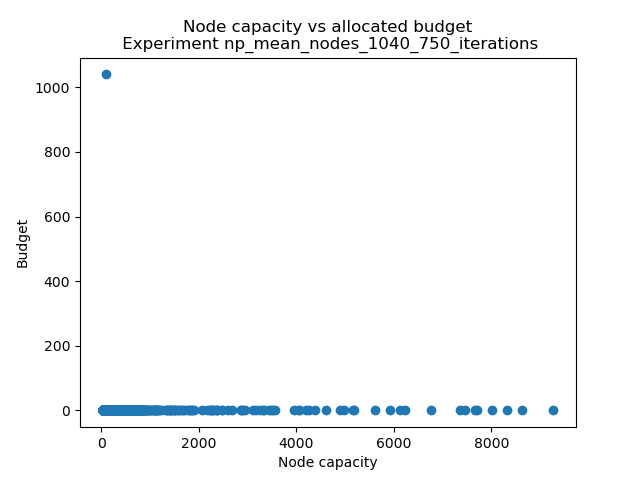 Node capacity vs allocated budget
Experiment np_mean_nodes_1040_750_iterations
1000
800
600
400
200
0
Budget
0 2000 4000 6000 8000
Node capacity